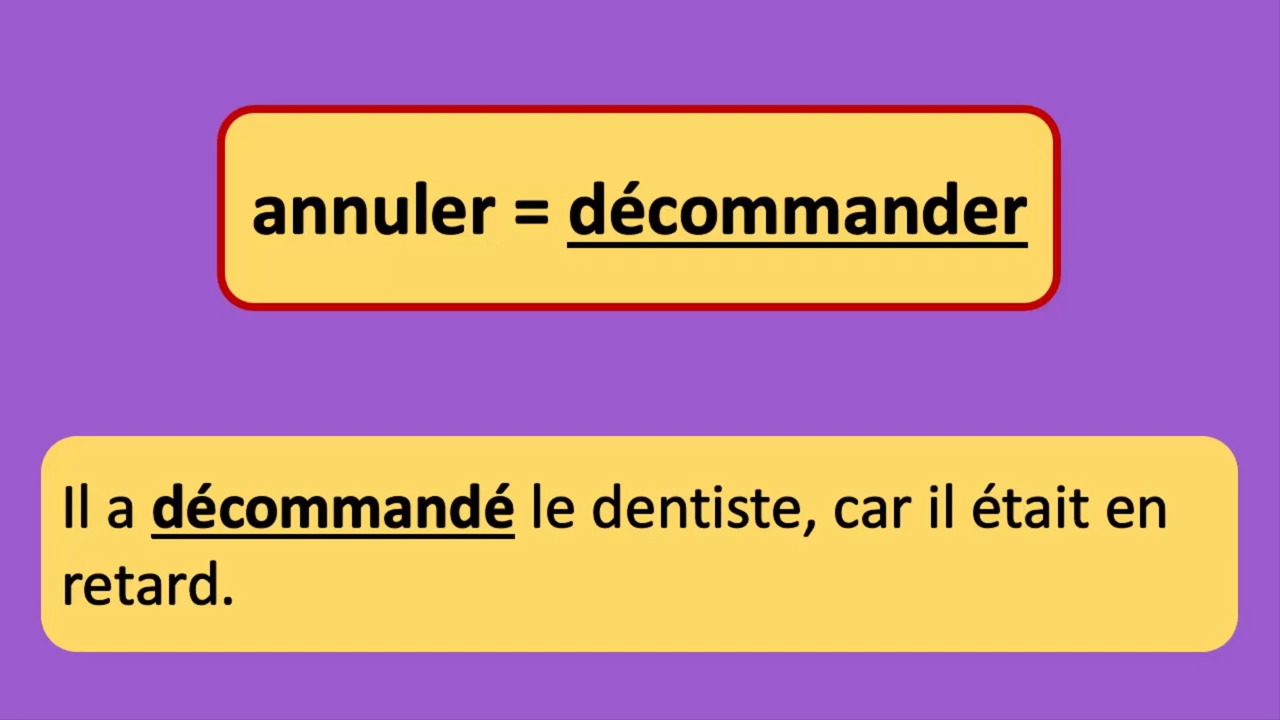 annuler = décommander
Il a décommandé le dentiste, car il était en
retard.